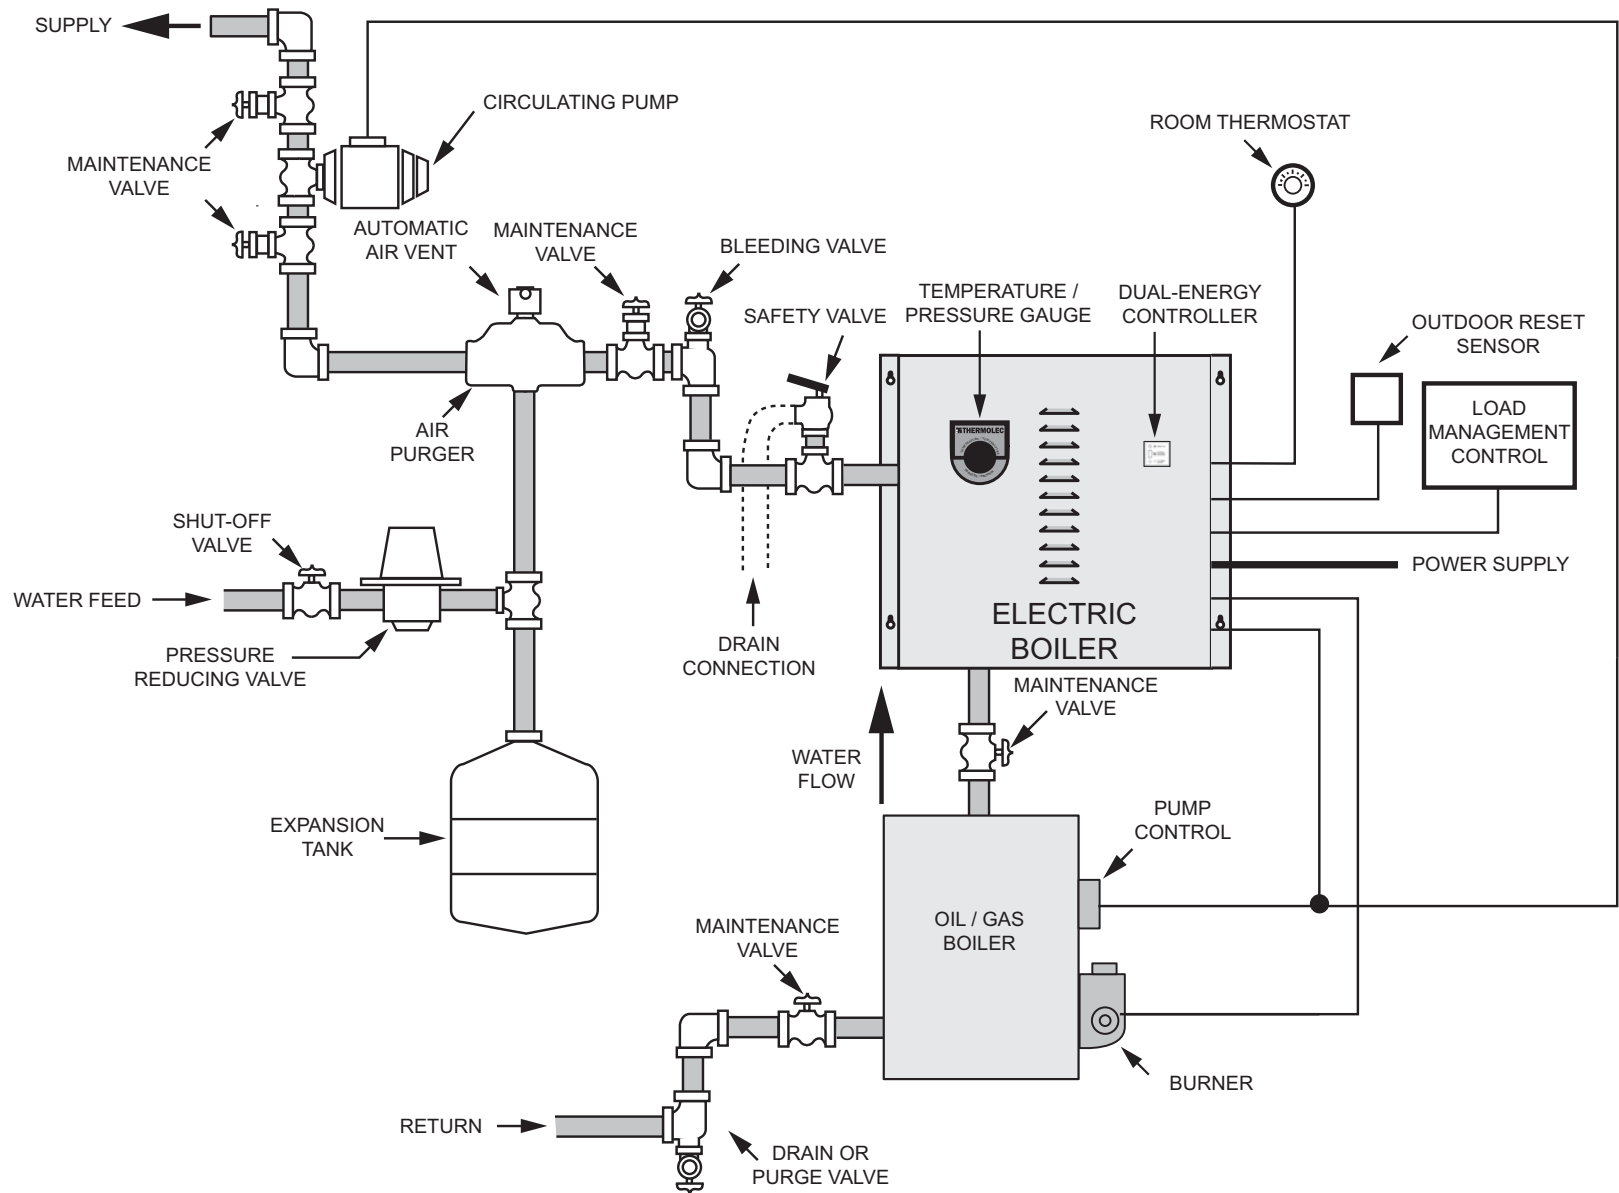 SUPPLY
CIRCULATING PUMP
ROOM THERMOSTAT
MAINTENANCE
VALVE
AUTOMATIC
AIR VENT
MAINTENANCE
VALVE
BLEEDING VALVE
SAFETY VALVE
TEMPERATURE /
PRESSURE GAUGE
DUAL-ENERGY
CONTROLLER
OUTDOOR RESET
SENSOR
LOAD
MANAGEMENT
CONTROL
THERMOLEC
AIR
PURGER
SHUT-OFF
VALVE
WATER FEED
PRESSURE
REDUCING VALVE
DRAIN
CONNECTION
ELECTRIC
BOILER
POWER SUPPLY
MAINTENANCE
VALVE
WATER
FLOW
EXPANSION
TANK
PUMP
CONTROL
OIL / GAS
BOILER
MAINTENANCE
VALVE
BURNER
RETURN
DRAIN OR
PURGE VALVE